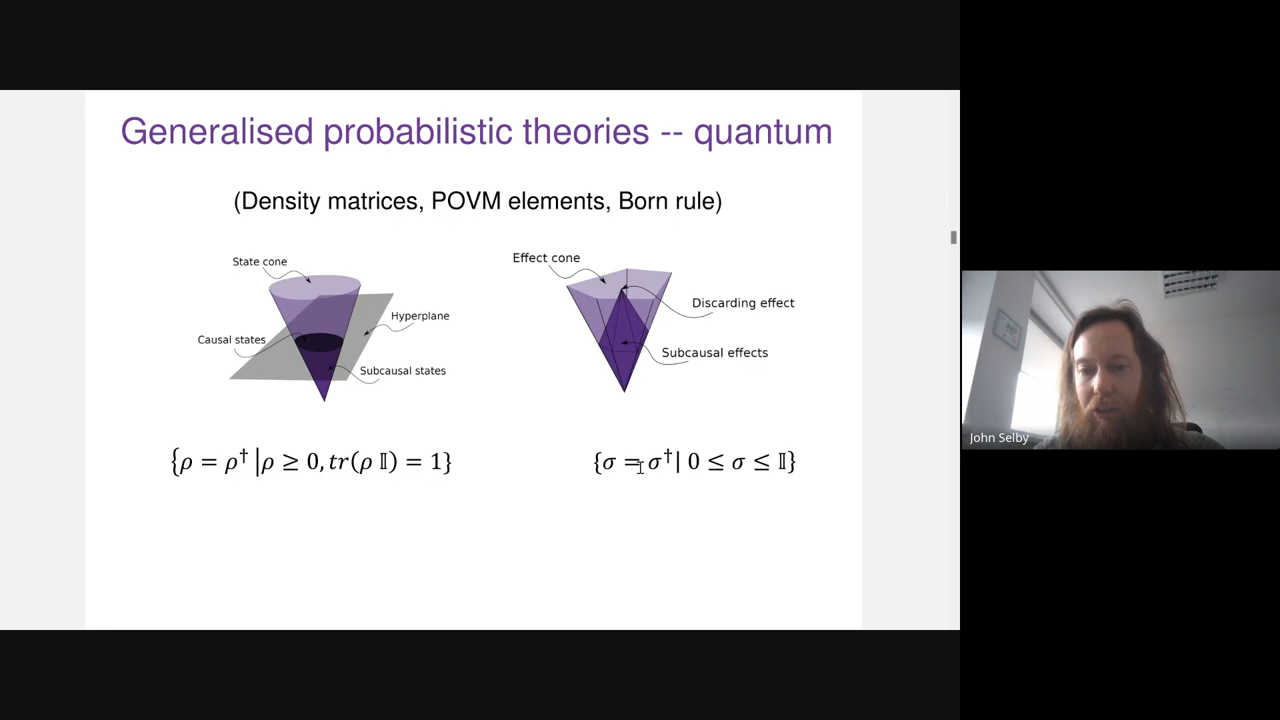 Generalised probabilistic theories -- quantum
(Density matrices, POVM elements, Born rule)
State cone
Hyperplane
Causal states
Subcausal states
Effect cone
Discarding effect
Subcausal effects
{ρ = ρ† | ρ ≥ 0, tr(ρ 𝕀) = 1}
{σ = σ† | 0 ≤ σ ≤ 𝕀}
John Selby